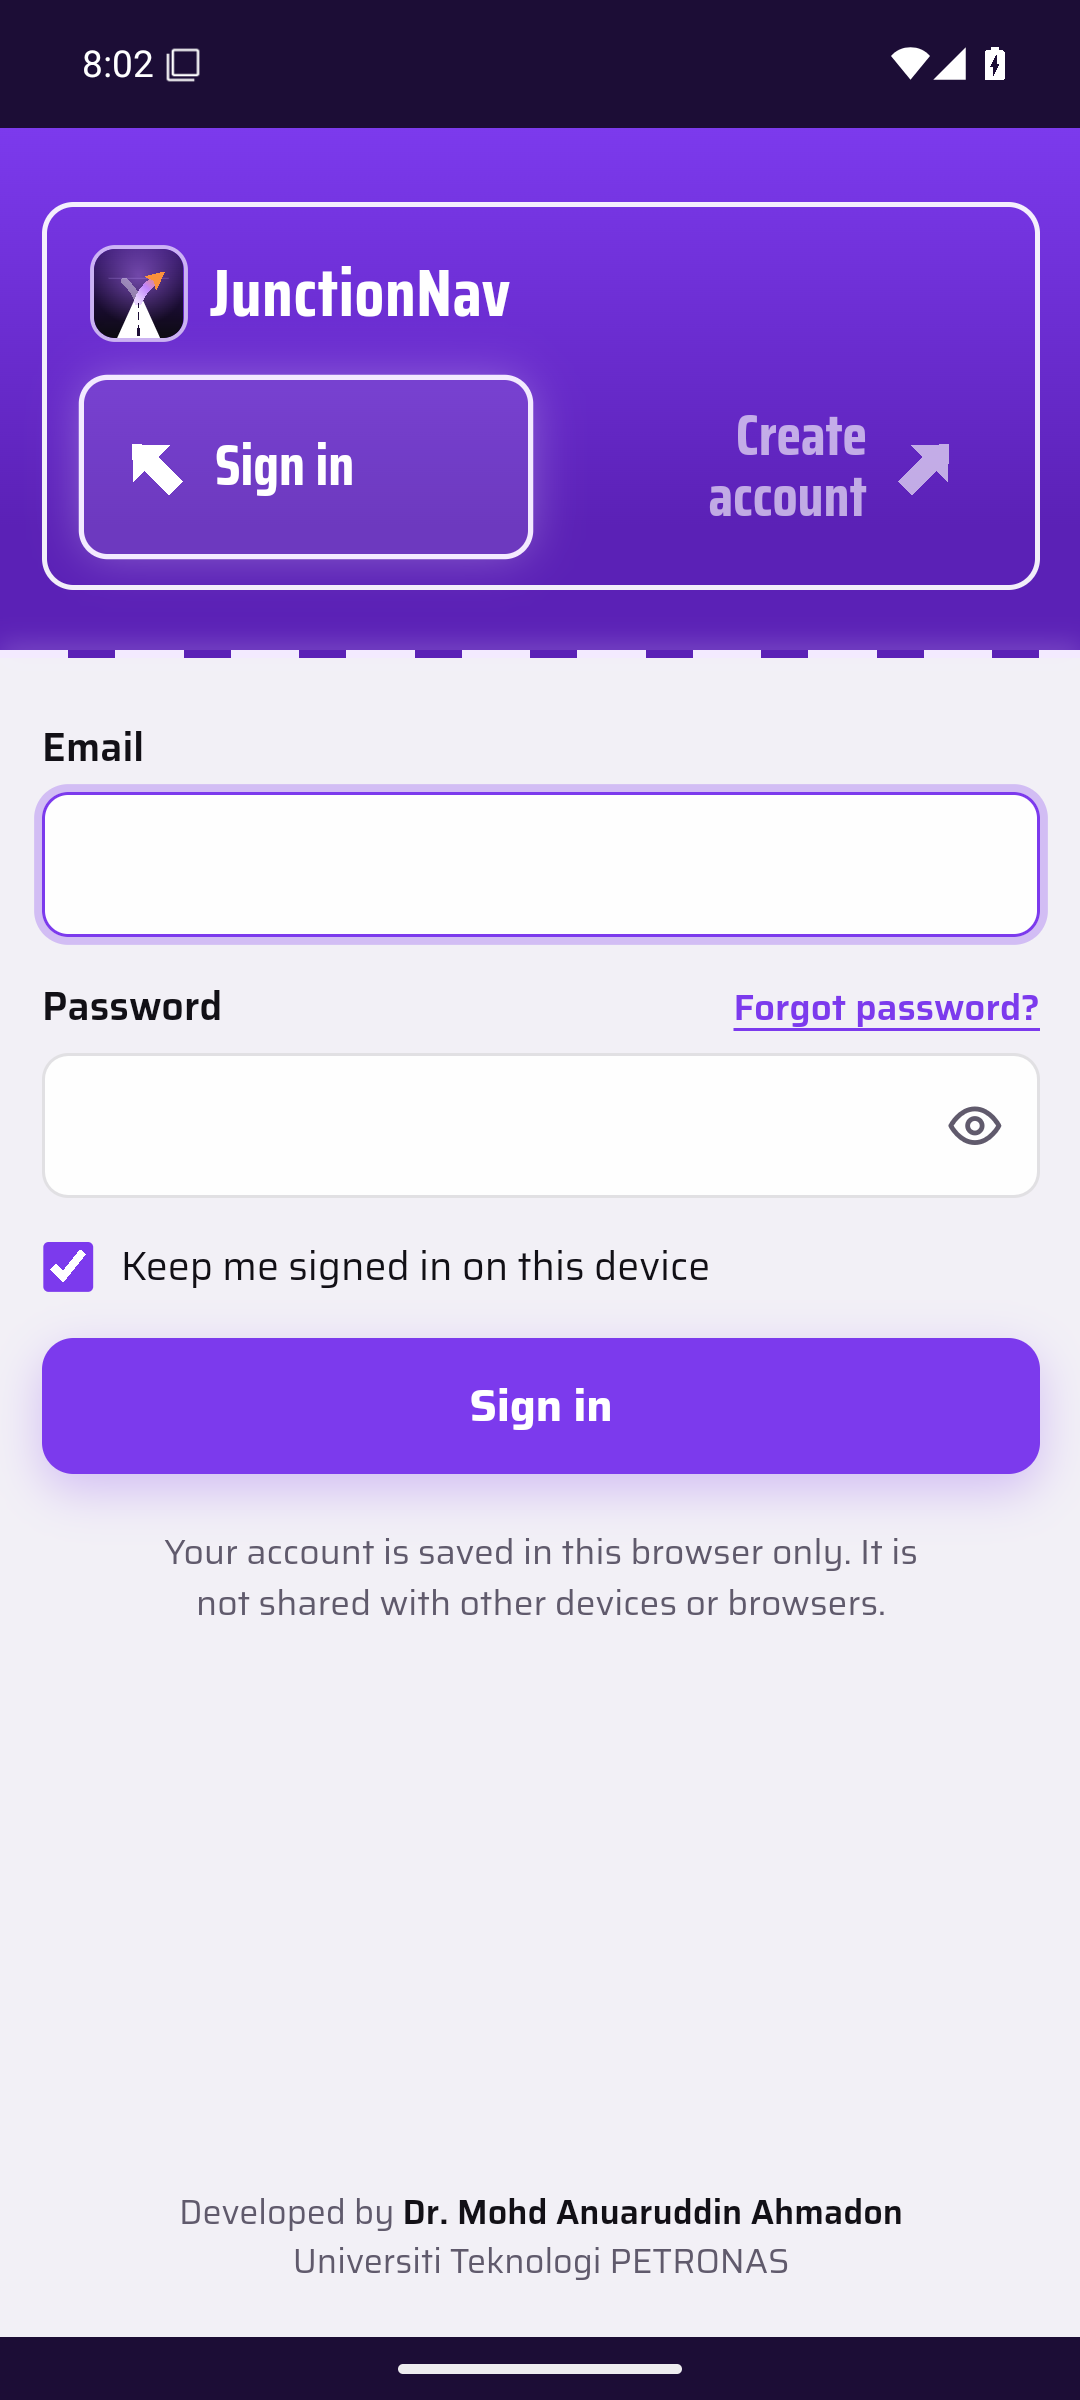 8:02
JunctionNav
Sign in
Create
account
Email
Password
Forgot password?
Keep me signed in on this device
Sign in
Your account is saved in this browser only. It is
not shared with other devices or browsers.
Developed by Dr. Mohd Anuaruddin Ahmadon
Universiti Teknologi PETRONAS